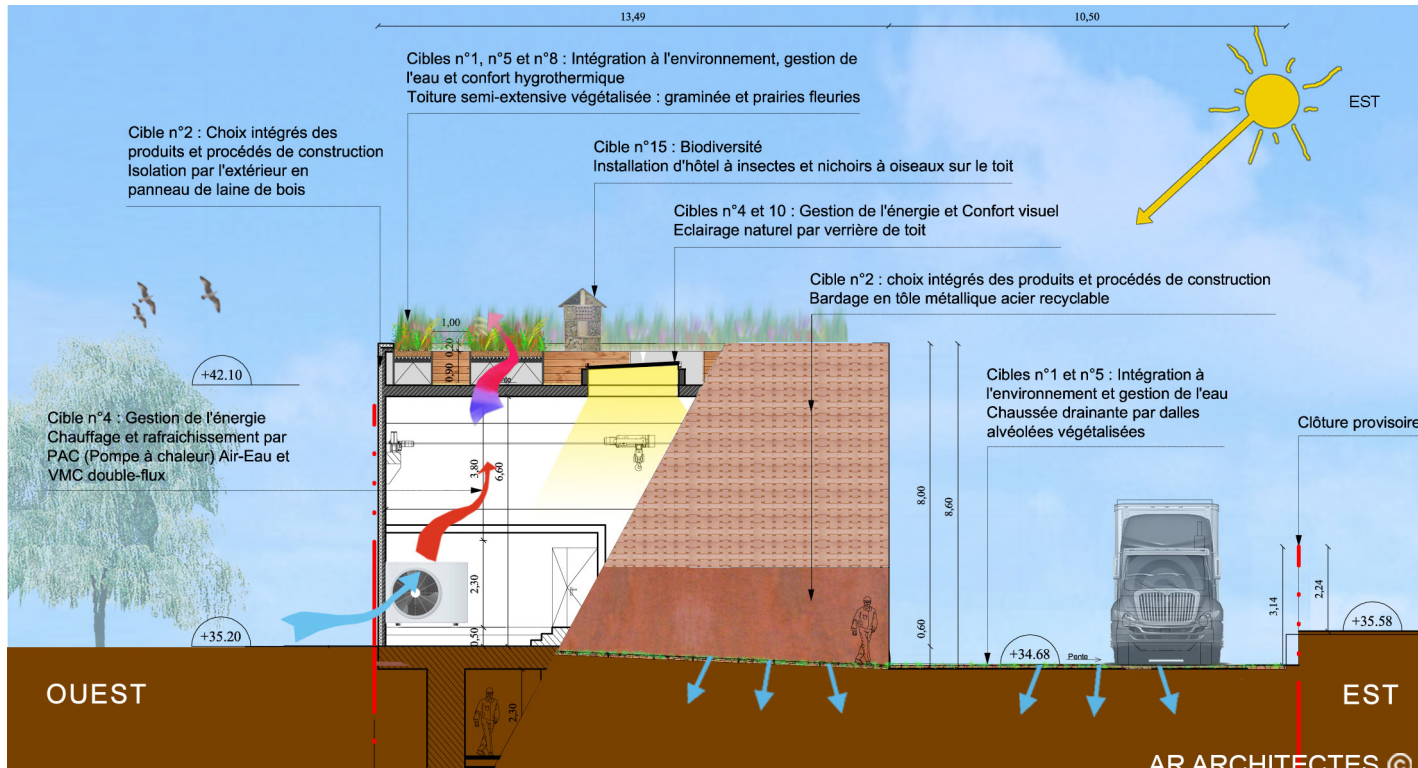 13,49
10,50
Cibles n°1, n°5 et n°8 : Intégration à l'environnement, gestion de
l'eau et confort hygrothermique
Toiture semi-extensive végétalisée : graminée et prairies fleuries
EST
Cible n°2 : Choix intégrés des
produits et procédés de construction
Isolation par l'extérieur en
panneau de laine de bois
Cible n°15 : Biodiversité
Installation d'hôtel à insectes et nichoirs à oiseaux sur le toit
Cibles n°4 et 10 : Gestion de l'énergie et Confort visuel
Eclairage naturel par verrière de toit
Cible n°2 : choix intégrés des produits et procédés de construction
Bardage en tôle métallique acier recyclable
1,00
0,20
0,90
+42.10
Cibles n°1 et n°5 : Intégration à
l'environnement et gestion de l'eau
Chaussée drainante par dalles
alvéolées végétalisées
Clôture provisoire
Cible n°4 : Gestion de l'énergie
Chauffage et rafraichissement par
PAC (Pompe à chaleur) Air-Eau et
VMC double-flux
3,80
6,60
8,00
8,60
2,30
0,50
0,60
3,14
2,24
+35.20
+34.68
Pente
+35.58
OUEST
2,30
EST
AR ARCHITECTES ©